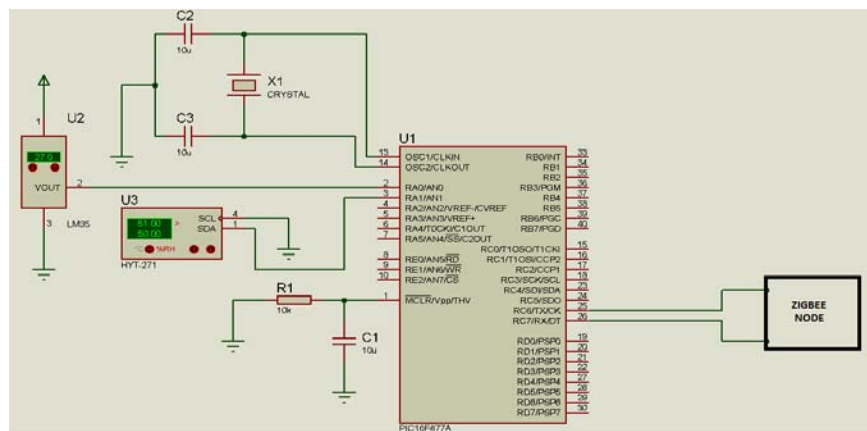 C2
10u
X1
CRYSTAL
C3
10u
U2
1
27.0
VOUT
2
3
LM35
U3
51.00
50.00
>
°C %RH
SCL
SDA
4
1
HYT-271
R1
10k
C1
10u
U1
13 OSC1/CLKIN
14 OSC2/CLKOUT
2 RA0/AN0
3 RA1/AN1
4 RA2/AN2/VREF-/CVREF
5 RA3/AN3/VREF+
6 RA4/T0CKI/C1OUT
7 RA5/AN4/SS/C2OUT
8 RE0/AN5/RD
9 RE1/AN6/WR
10 RE2/AN7/CS
1 MCLR/Vpp/THV
RB0/INT 33
RB1 34
RB2 35
RB3/PGM 36
RB4 37
RB5 38
RB6/PGC 39
RB7/PGD 40
RC0/T1OSO/T1CKI 15
RC1/T1OSI/CCP2 16
RC2/CCP1 17
RC3/SCK/SCL 18
RC4/SDI/SDA 23
RC5/SDO 24
RC6/TX/CK 25
RC7/RX/DT 26
RD0/PSP0 19
RD1/PSP1 20
RD2/PSP2 21
RD3/PSP3 22
RD4/PSP4 27
RD5/PSP5 28
RD6/PSP6 29
RD7/PSP7 30
PIC16F877A
ZIGBEE
NODE